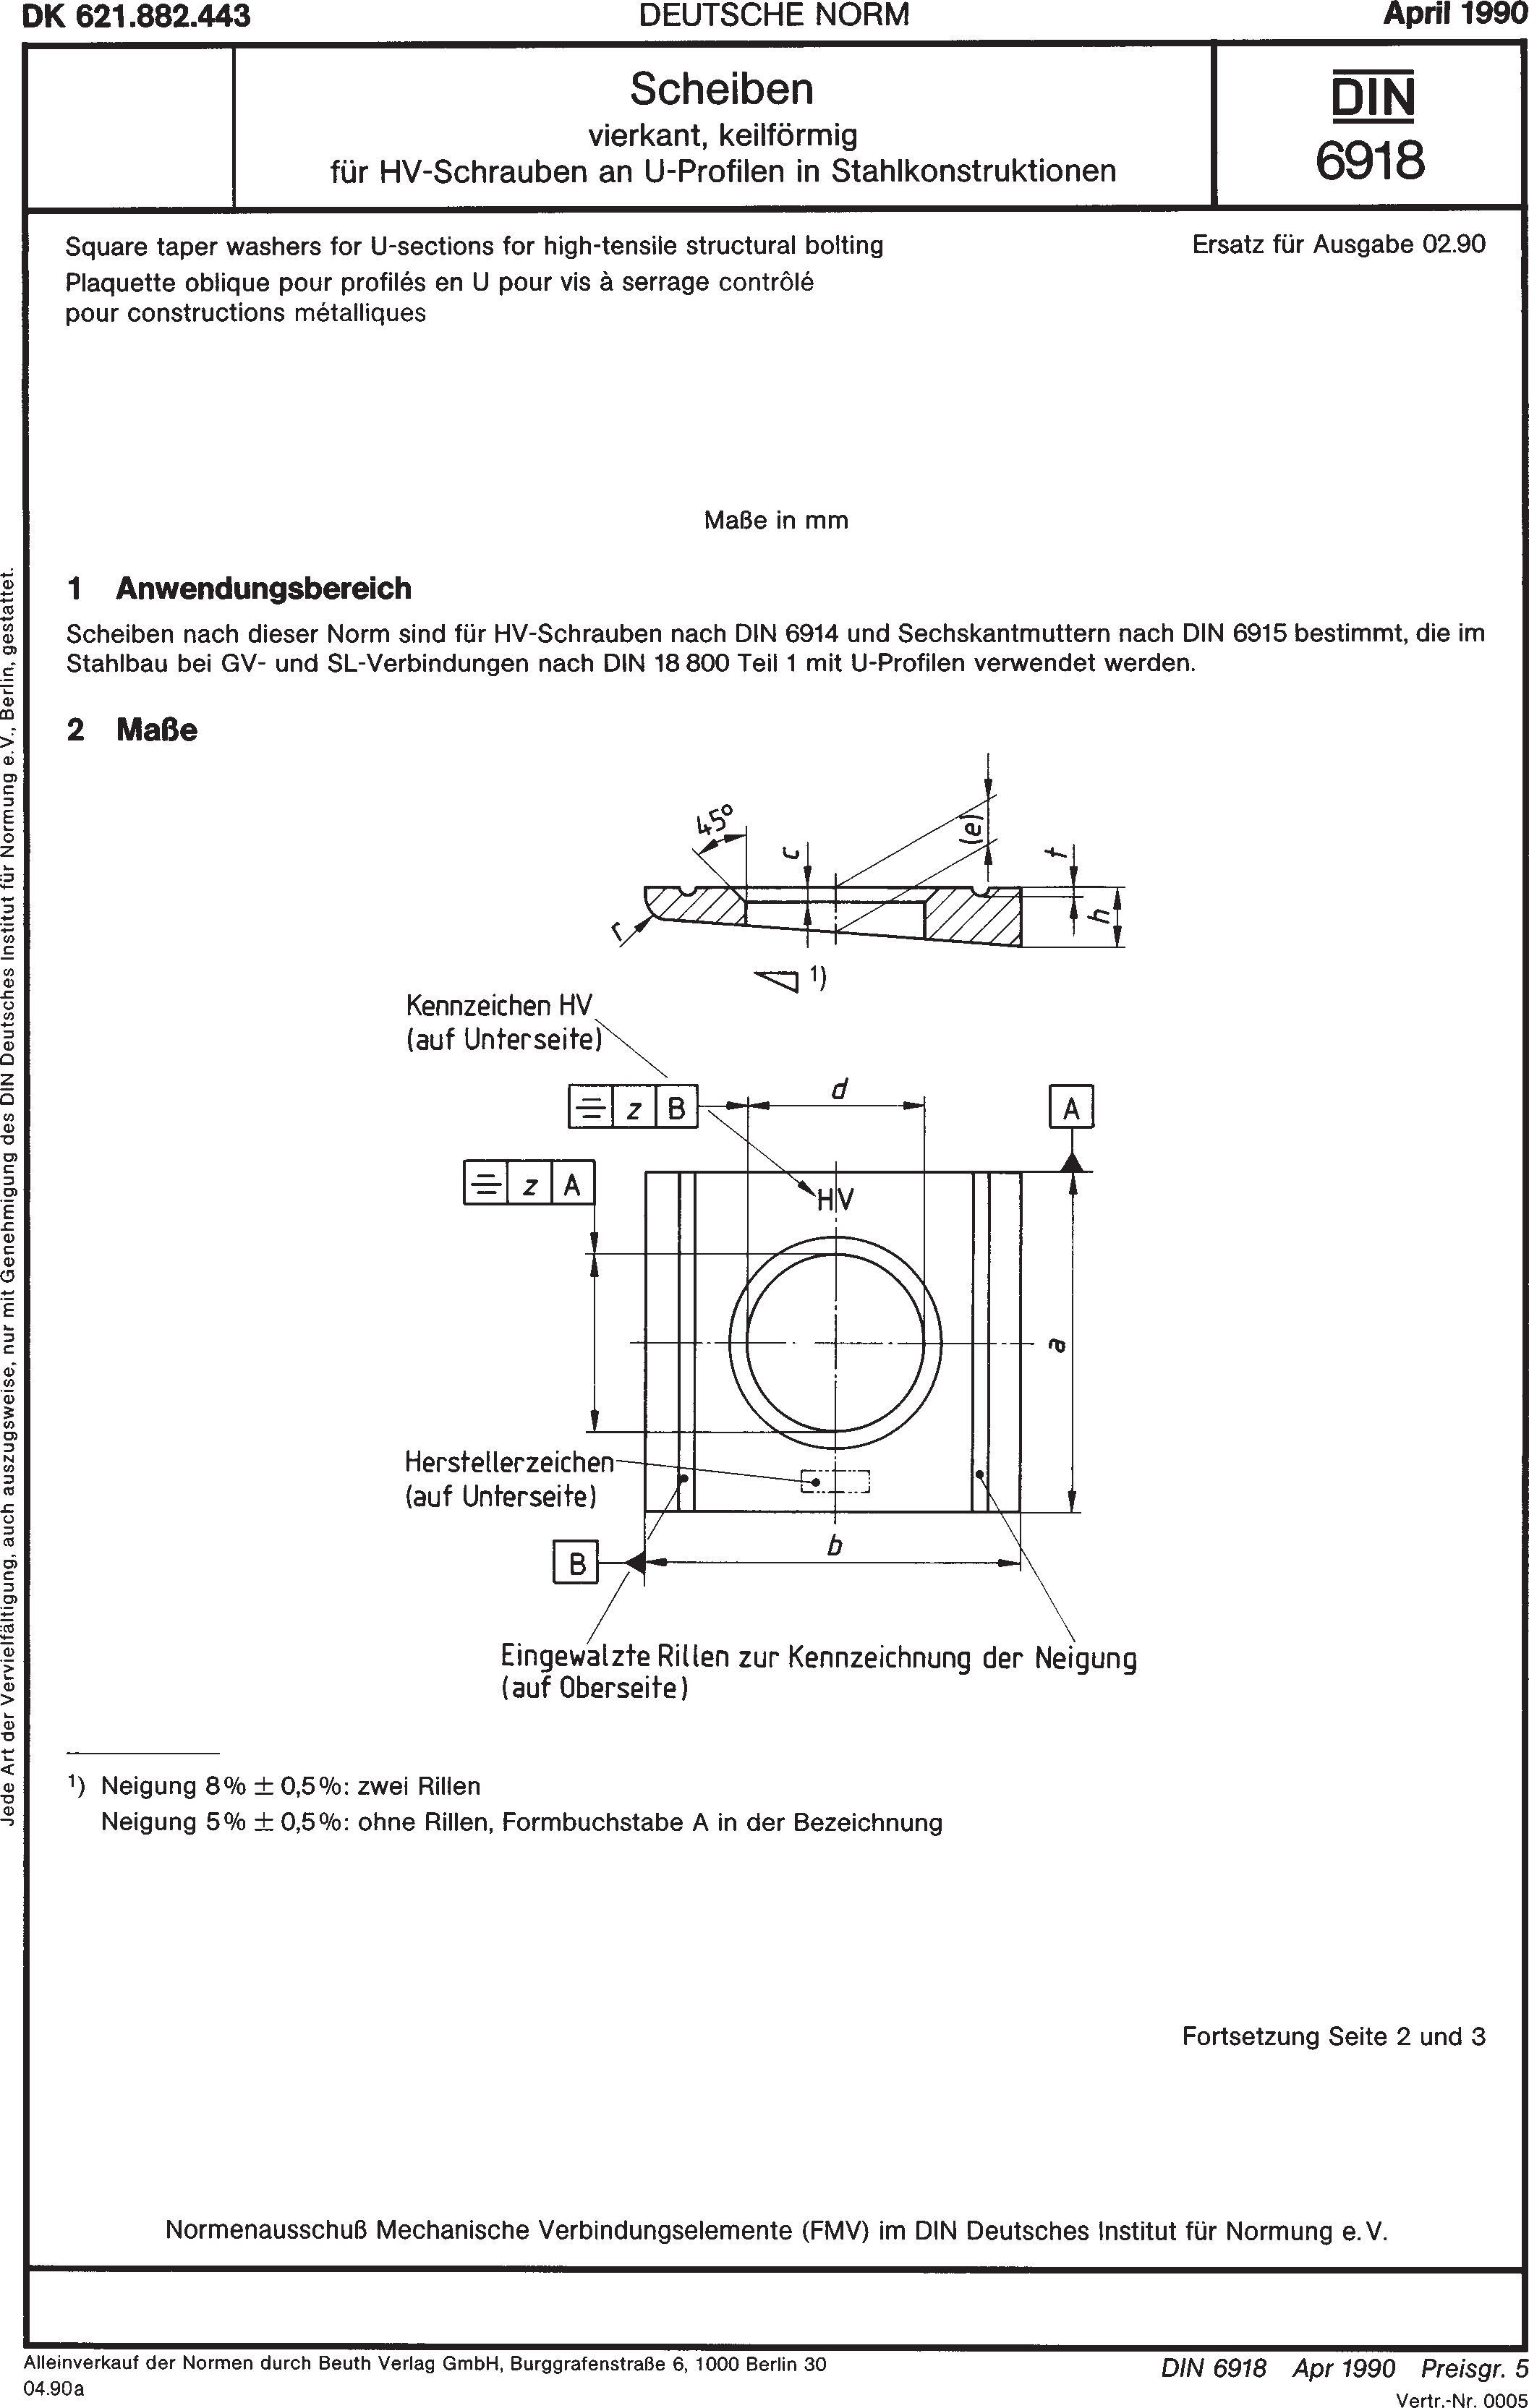 DK 621.882.443 DEUTSCHE NORM April 1990
Scheiben
vierkant, keilförmig
für HV-Schrauben an U-Profilen in Stahlkonstruktionen
DIN
6918
Square taper washers for U-sections for high-tensile structural bolting
Plaquette oblique pour profilés en U pour vis à serrage contrôlé
pour constructions métalliques
Ersatz für Ausgabe 02.90
Maße in mm
1 Anwendungsbereich
Scheiben nach dieser Norm sind für HV-Schrauben nach DIN 6914 und Sechskantmuttern nach DIN 6915 bestimmt, die im
Stahlbau bei GV- und SL-Verbindungen nach DIN 18 800 Teil 1 mit U-Profilen verwendet werden.
2 Maße
45°
c
(e)
t
h
r
1)
Kennzeichen HV
(auf Unterseite)
z B
d
A
z A
HV
a
Herstellerzeichen
(auf Unterseite)
b
B
Eingewalzte Rillen zur Kennzeichnung der Neigung
(auf Oberseite)
1) Neigung 8% ± 0,5%: zwei Rillen
Neigung 5% ± 0,5%: ohne Rillen, Formbuchstabe A in der Bezeichnung
Fortsetzung Seite 2 und 3
Normenausschuß Mechanische Verbindungselemente (FMV) im DIN Deutsches Institut für Normung e. V.
Jede Art der Vervielfältigung, auch auszugsweise, nur mit Genehmigung des DIN Deutsches Institut für Normung e. V., Berlin, gestattet.
Alleinverkauf der Normen durch Beuth Verlag GmbH, Burggrafenstraße 6, 1000 Berlin 30
04.90a
DIN 6918 Apr 1990 Preisgr. 5
Vertr.-Nr. 0005